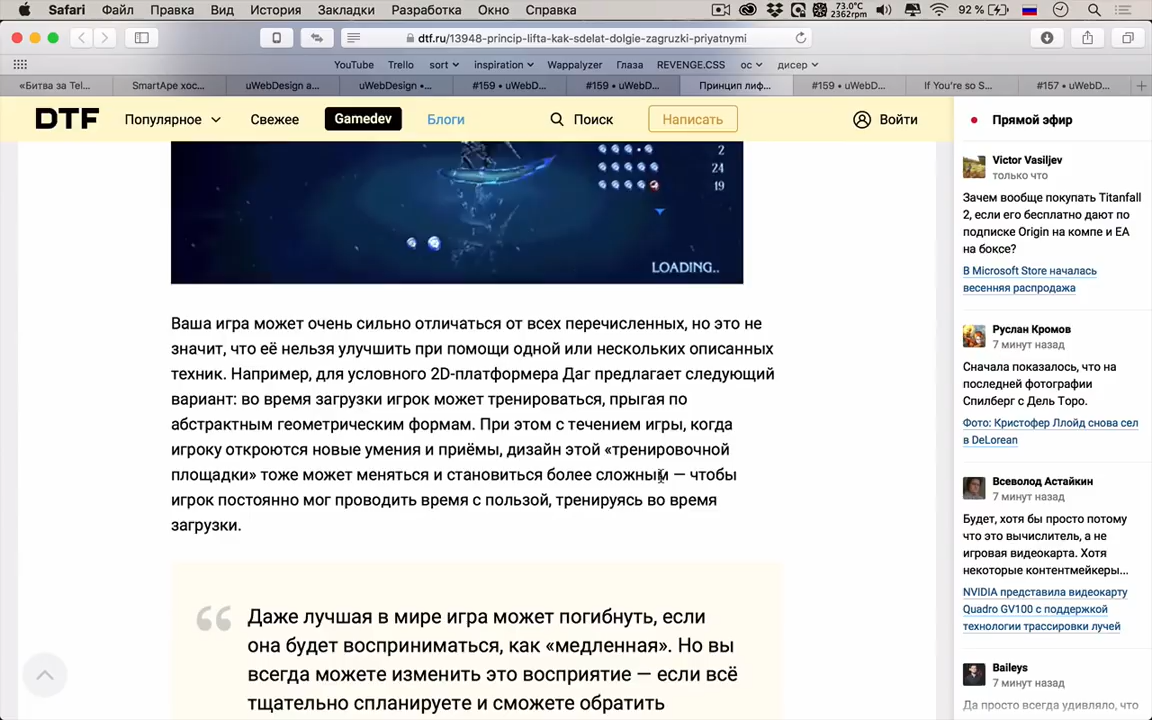 Safari Файл Правка Вид История Закладки Разработка Окно Справка 73.0°C 2362rpm 92 %
dtf.ru/13948-princip-lifta-kak-sdelat-dolgie-zagruzki-priyatnymi
YouTube Trello sort inspiration Wappalyzer Глаза REVENGE.CSS ос дисер
«Битва за Tel... SmartApe хос... uWebDesign a... uWebDesign •... #159 • uWebD... #159 • uWebD... Принцип лиф... #159 • uWebD... If You're so S... #157 • uWebD...
DTF Популярное Свежее Gamedev Блоги Поиск Написать Войти
2
24
19
LOADING..
Ваша игра может очень сильно отличаться от всех перечисленных, но это не
значит, что её нельзя улучшить при помощи одной или нескольких описанных
техник. Например, для условного 2D-платформера Даг предлагает следующий
вариант: во время загрузки игрок может тренироваться, прыгая по
абстрактным геометрическим формам. При этом с течением игры, когда
игроку откроются новые умения и приёмы, дизайн этой «тренировочной
площадки» тоже может меняться и становиться более сложным — чтобы
игрок постоянно мог проводить время с пользой, тренируясь во время
загрузки.
Даже лучшая в мире игра может погибнуть, если
она будет восприниматься, как «медленная». Но вы
всегда можете изменить это восприятие — если всё
тщательно спланируете и сможете обратить
Прямой эфир
Victor Vasiljev
только что
Зачем вообще покупать Titanfall
2, если его бесплатно дают по
подписке Origin на компе и EA
на боксе?
В Microsoft Store началась
весенняя распродажа
Руслан Кромов
7 минут назад
Сначала показалось, что на
последней фотографии
Спилберг с Дель Торо.
Фото: Кристофер Ллойд снова сел
в DeLorean
Всеволод Астайкин
7 минут назад
Будет, хотя бы просто потому
что это вычислитель, а не
игровая видеокарта. Хотя
некоторые контентмейкеры...
NVIDIA представила видеокарту
Quadro GV100 с поддержкой
технологии трассировки лучей
Baileys
7 минут назад
Да просто всегда удивляло, что